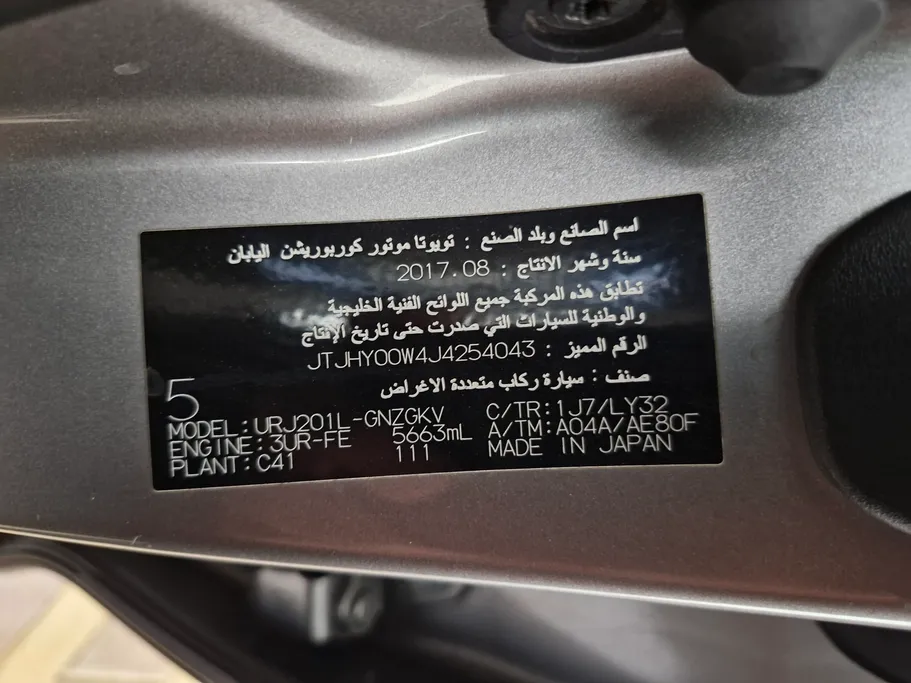 اسم الصانع وبلد الصنع : تويوتا موتور كوربوريشن اليابان
سنة وشهر الانتاج : 2017.08
تطابق هذه المركبة جميع اللوائح الفنية الخليجية
والوطنية للسيارات التي صدرت حتى تاريخ الإنتاج
الرقم المميز : JTJHY00W4J4254043
صنف : سيارة ركاب متعددة الاغراض
5
MODEL:URJ201L-GNZGKV C/TR:1J7/LY32
ENGINE:3UR-FE 5663mL A/TM:A04A/AE80F
PLANT:C41 111 MADE IN JAPAN